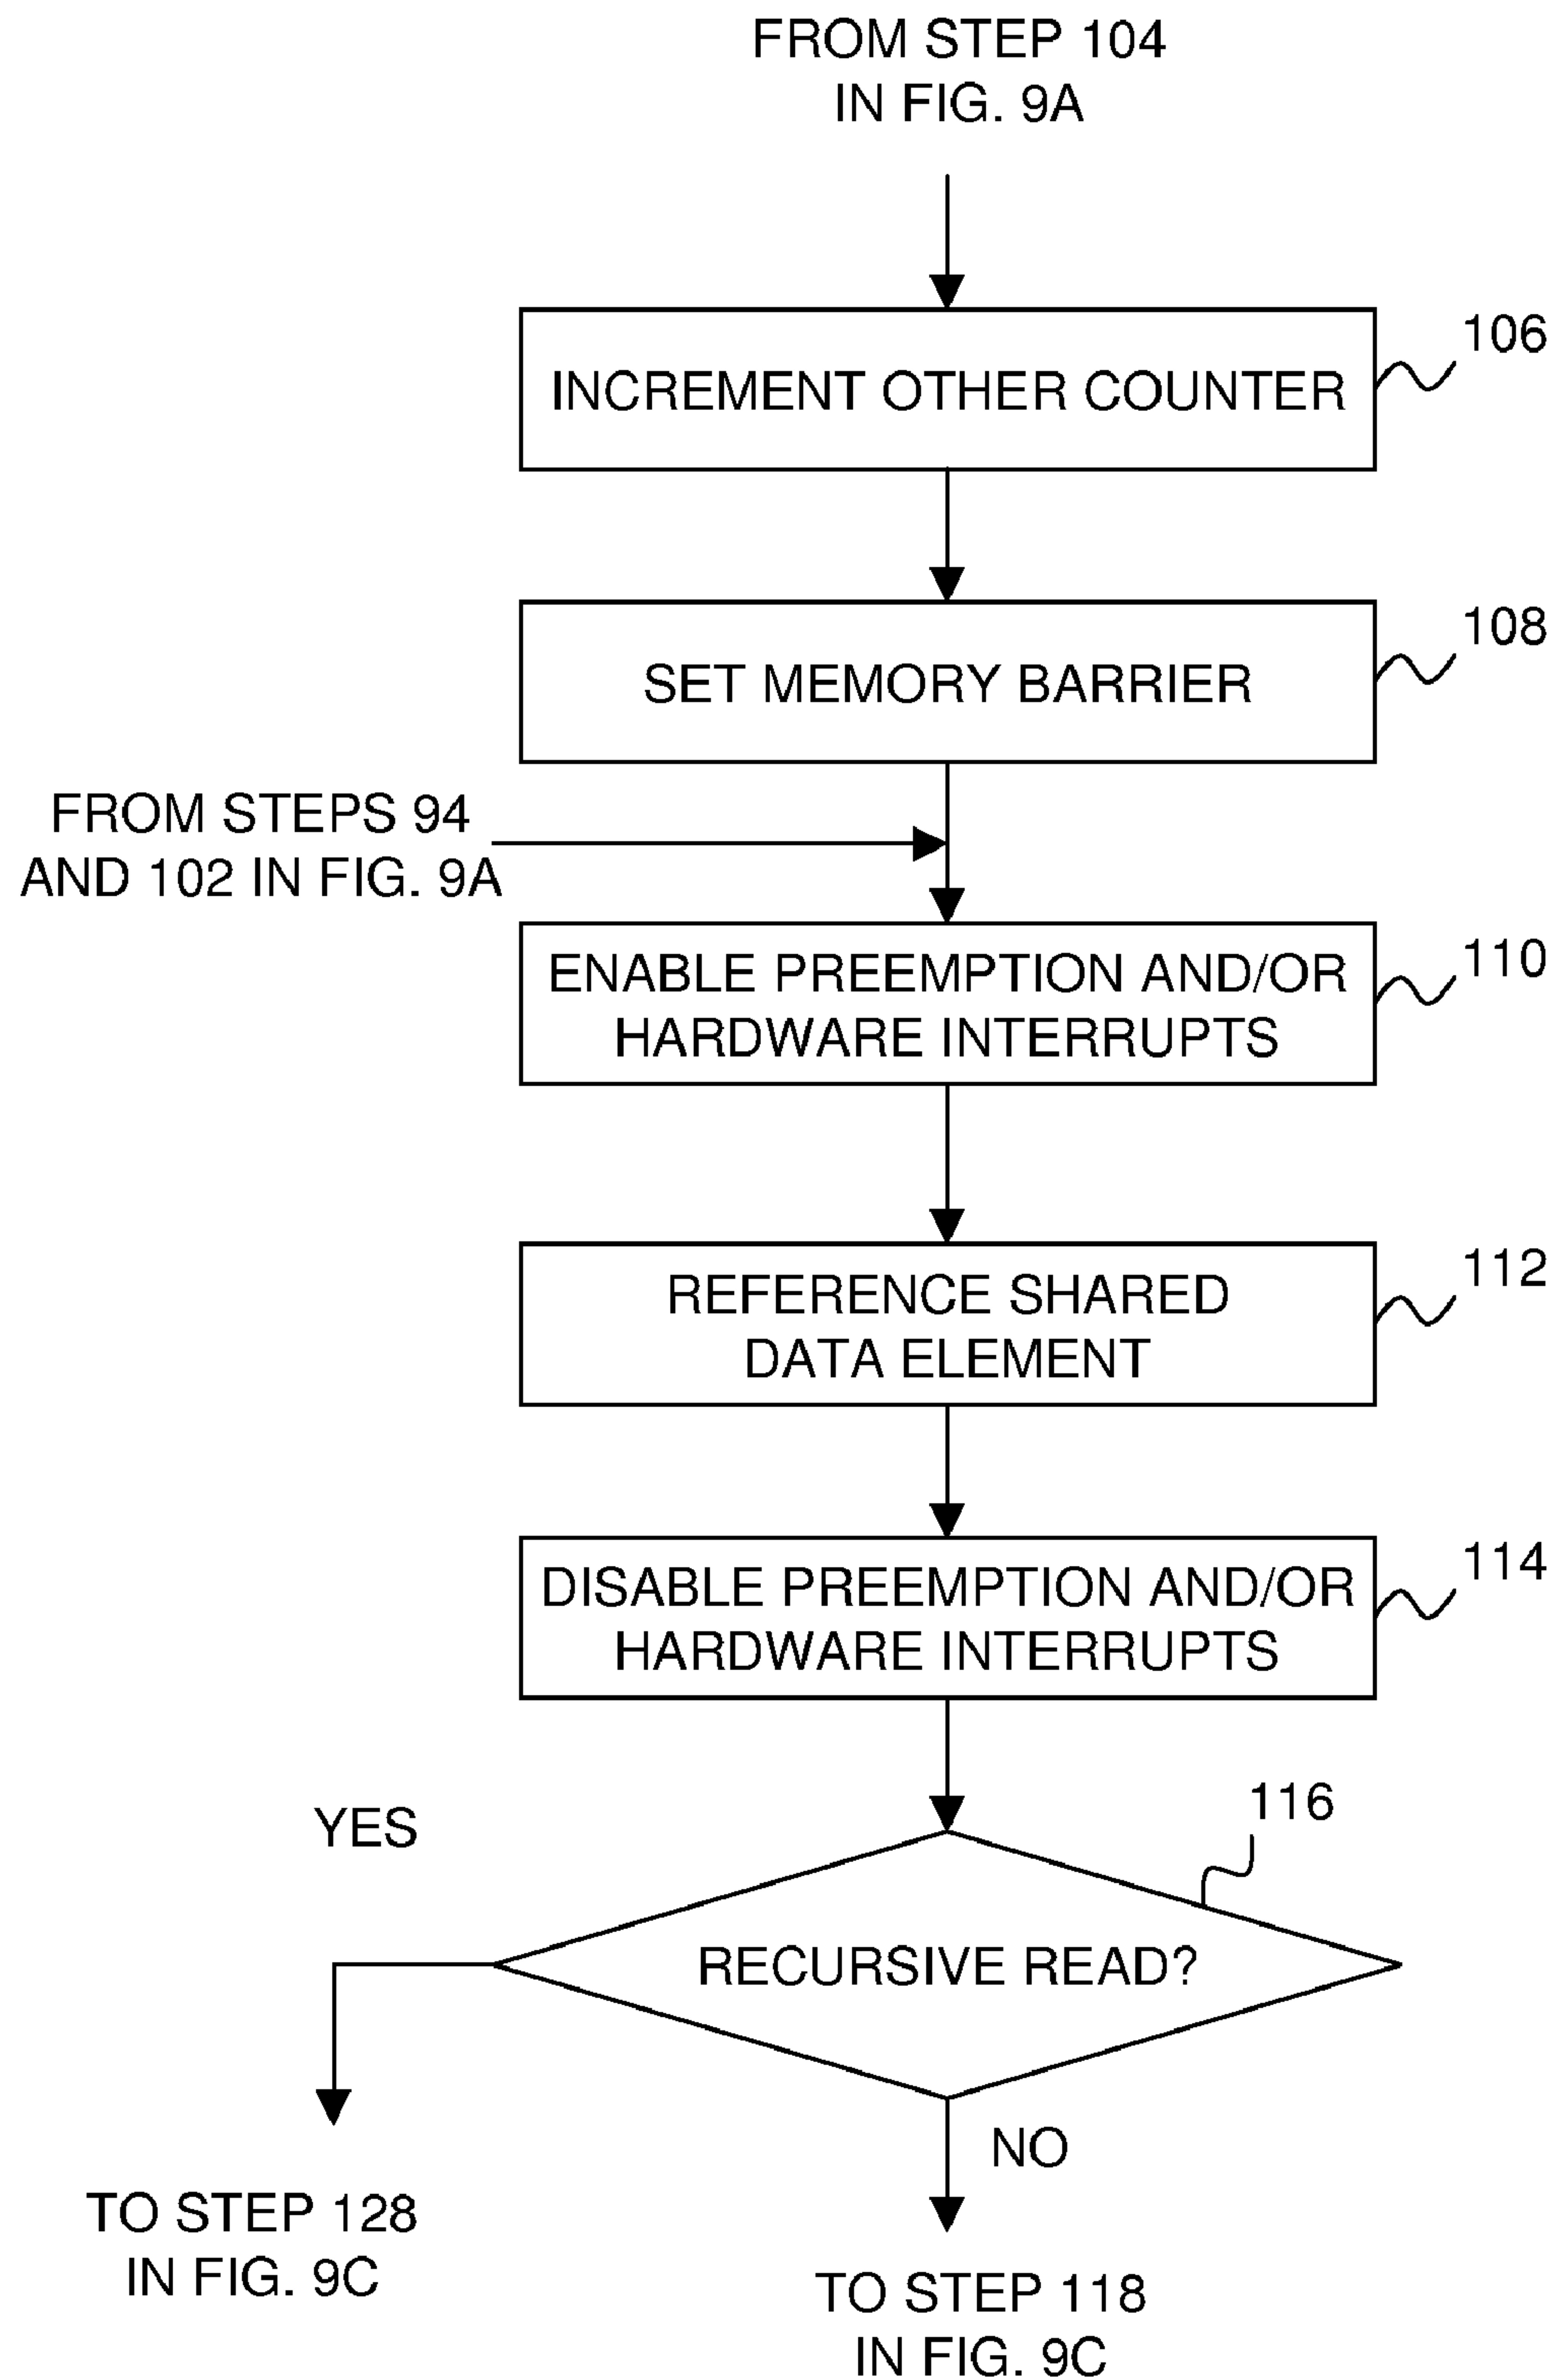 FROM STEP 104
IN FIG. 9A
INCREMENT OTHER COUNTER
106
SET MEMORY BARRIER
108
FROM STEPS 94
AND 102 IN FIG. 9A
ENABLE PREEMPTION AND/OR
HARDWARE INTERRUPTS
110
REFERENCE SHARED
DATA ELEMENT
112
DISABLE PREEMPTION AND/OR
HARDWARE INTERRUPTS
114
116
YES
RECURSIVE READ?
NO
TO STEP 128
IN FIG. 9C
TO STEP 118
IN FIG. 9C